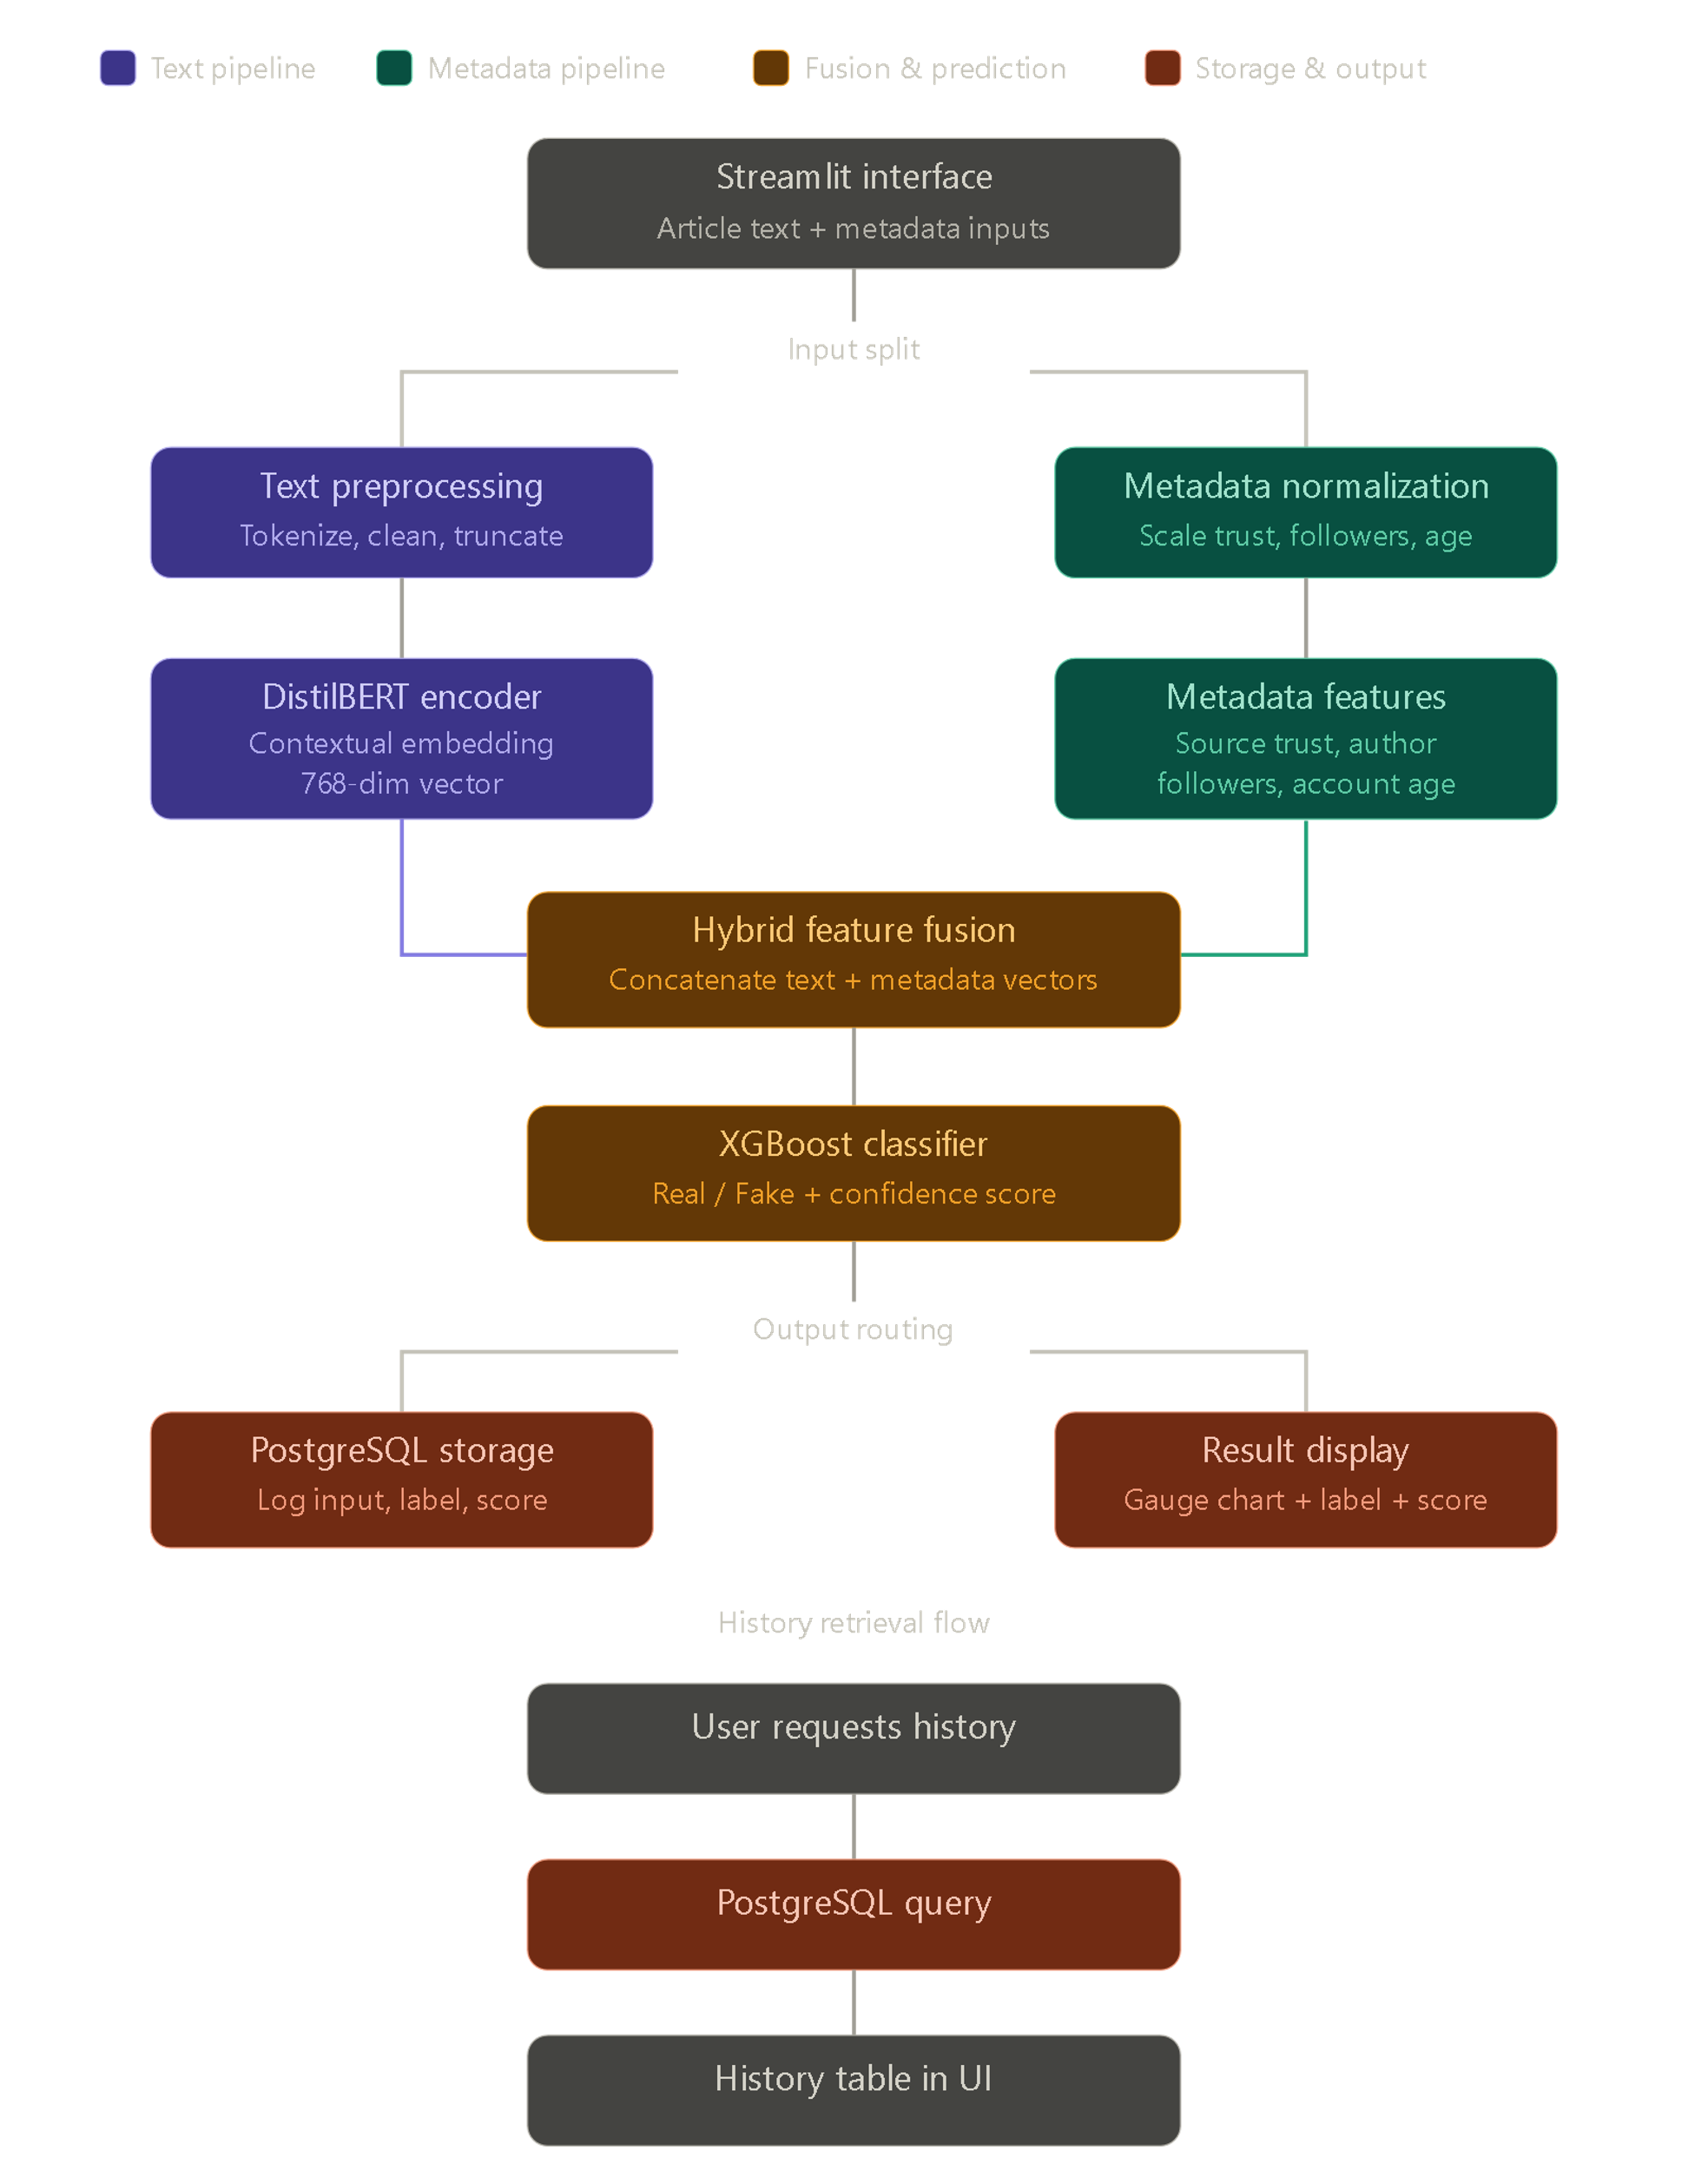 Text pipeline
Metadata pipeline
Fusion & prediction
Storage & output
Streamlit interface
Article text + metadata inputs
Input split
Text preprocessing
Tokenize, clean, truncate
Metadata normalization
Scale trust, followers, age
DistilBERT encoder
Contextual embedding
768-dim vector
Metadata features
Source trust, author
followers, account age
Hybrid feature fusion
Concatenate text + metadata vectors
XGBoost classifier
Real / Fake + confidence score
Output routing
PostgreSQL storage
Log input, label, score
Result display
Gauge chart + label + score
History retrieval flow
User requests history
PostgreSQL query
History table in UI